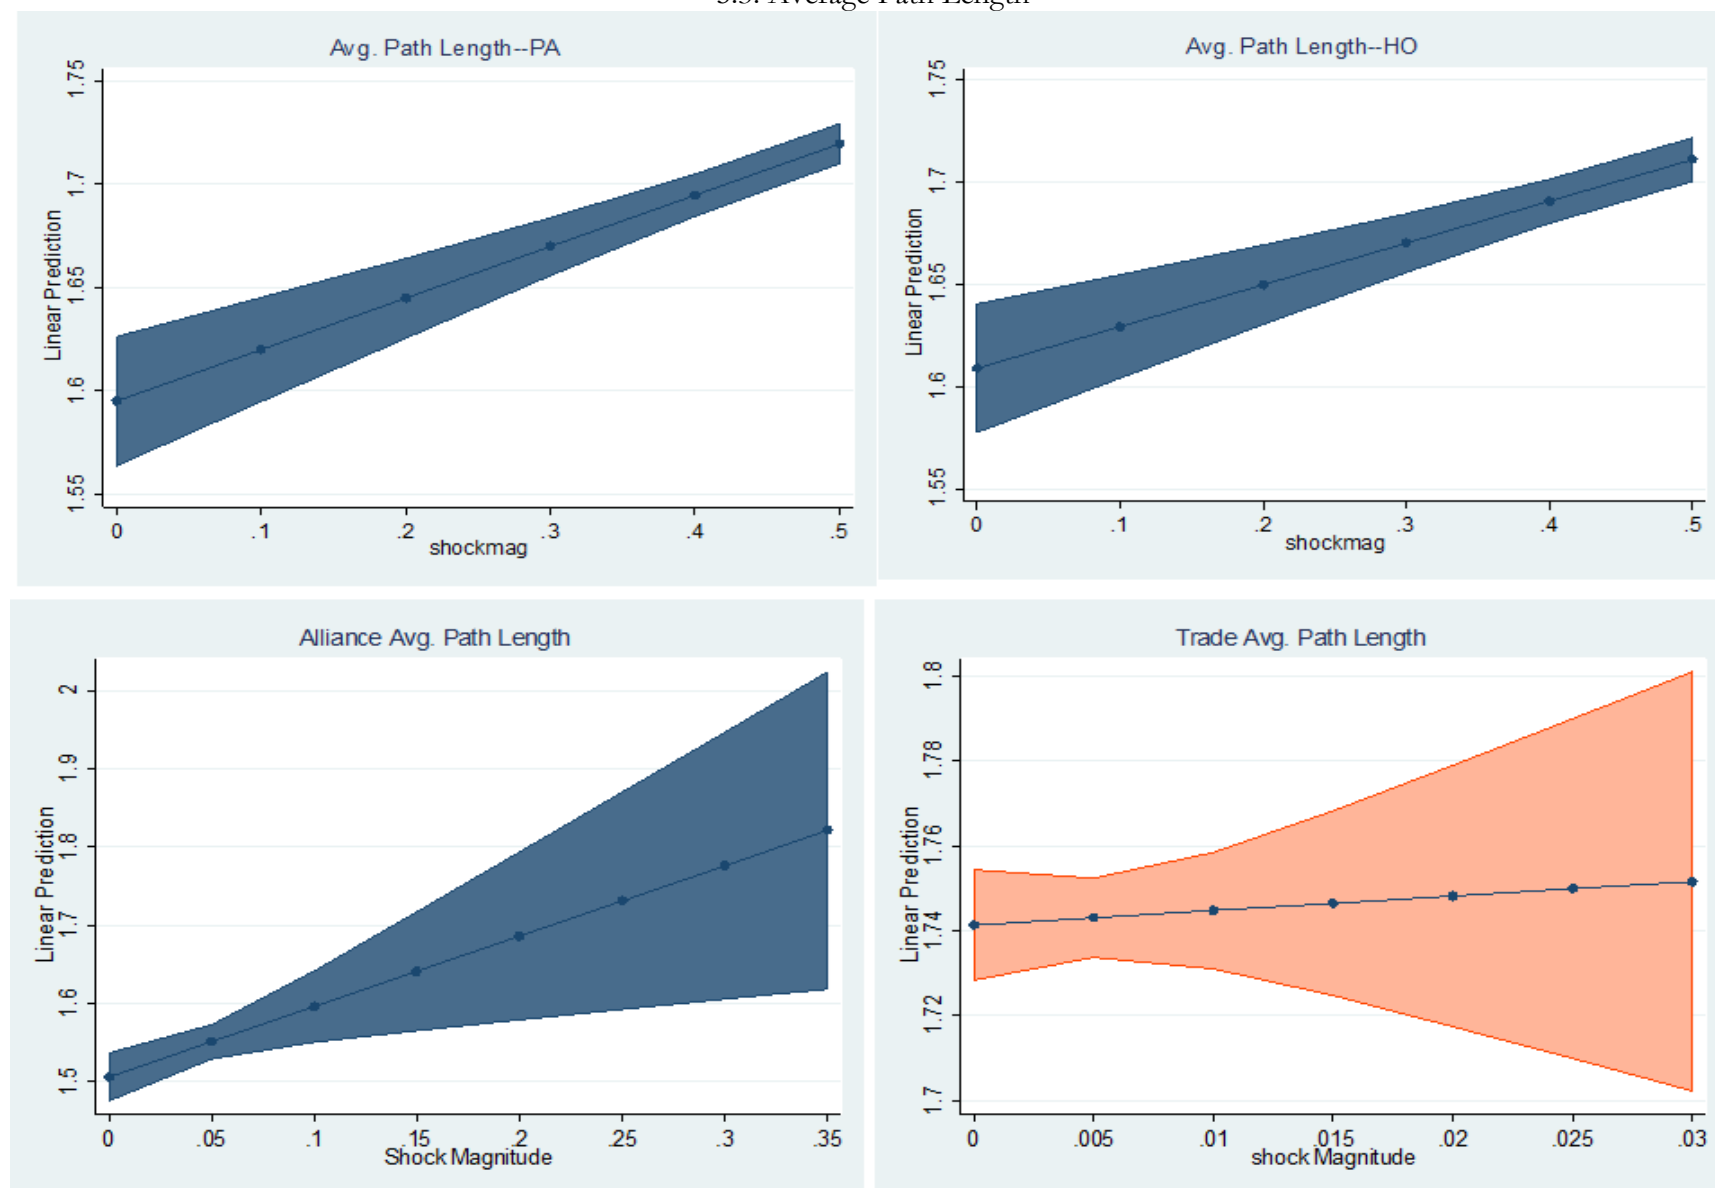 3.3. Average Path Length
Avg. Path Length--PA
Linear Prediction
1.75
1.7
1.65
1.6
1.55
0 .1 .2 .3 .4 .5
shockmag
Avg. Path Length--HO
Linear Prediction
1.75
1.7
1.65
1.6
1.55
0 .1 .2 .3 .4 .5
shockmag
Alliance Avg. Path Length
Linear Prediction
2
1.9
1.8
1.7
1.6
1.5
0 .05 .1 .15 .2 .25 .3 .35
Shock Magnitude
Trade Avg. Path Length
Linear Prediction
1.8
1.78
1.76
1.74
1.72
1.7
0 .005 .01 .015 .02 .025 .03
shock Magnitude